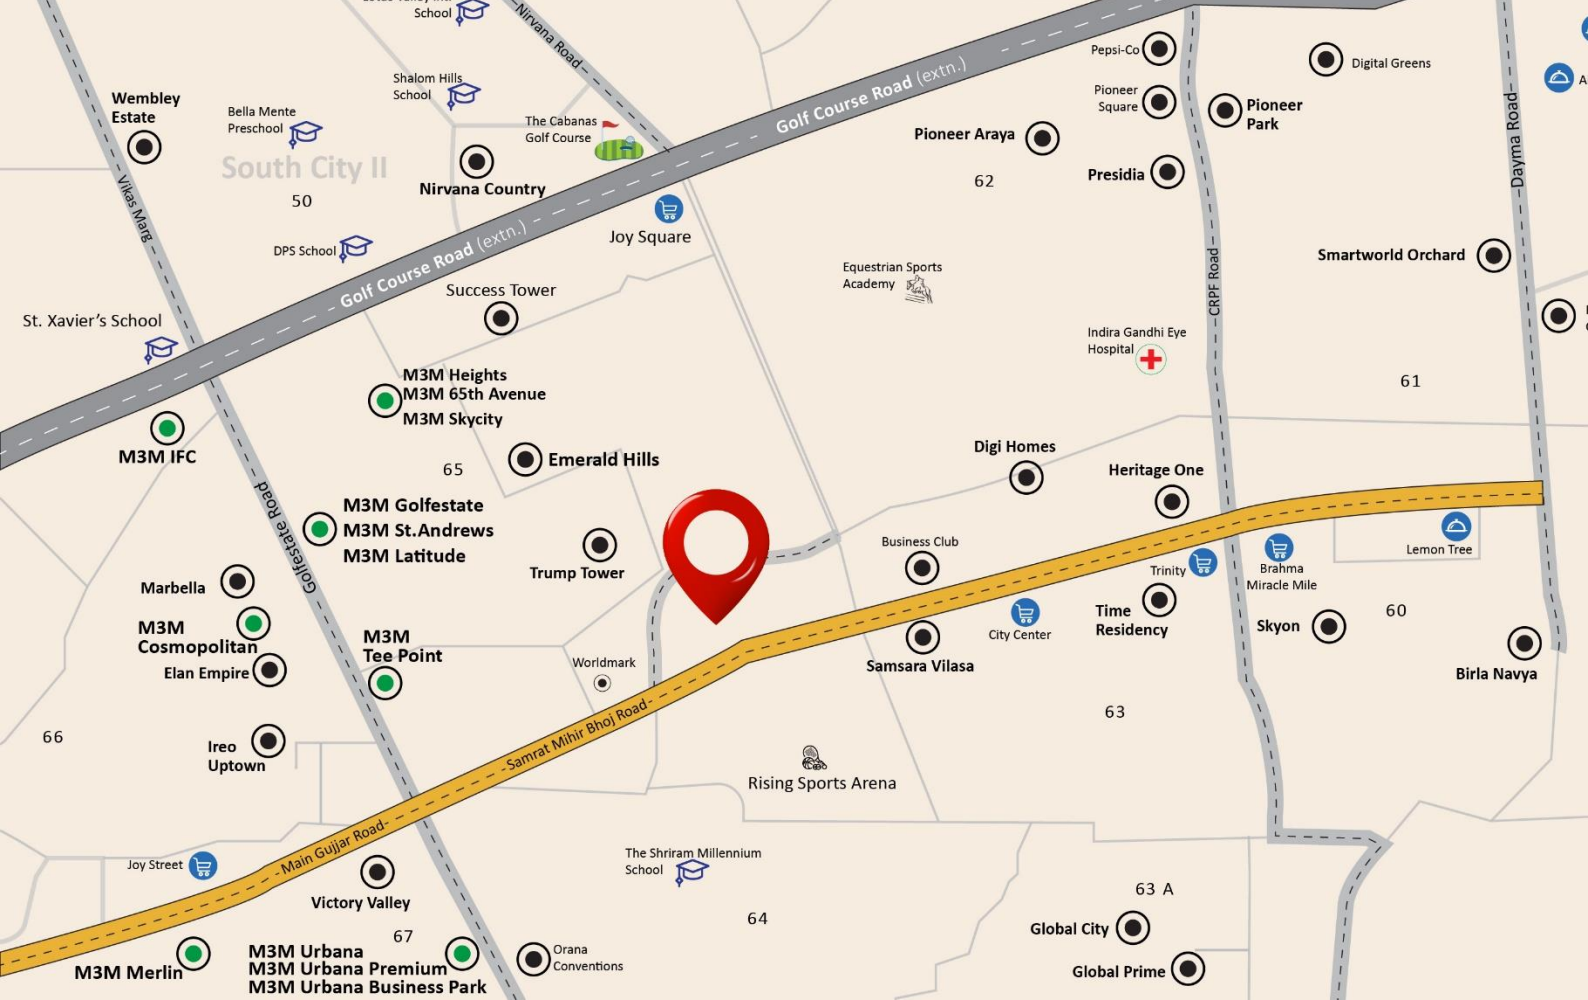 School
Nirvana Road
Pepsi-Co
Digital Greens
Shalom Hills
School
Wembley
Estate
Bella Mente
Preschool
The Cabanas
Golf Course
Golf Course Road (extn.)
Pioneer
Square
Pioneer
Park
Pioneer Araya
Dayma Road
South City II
50
Nirvana Country
Presidia
62
Vikas Marg
DPS School
Joy Square
Golf Course Road (extn.)
Equestrian Sports
Academy
CRPF Road
Smartworld Orchard
Success Tower
St. Xavier's School
Indira Gandhi Eye
Hospital
M3M Heights
M3M 65th Avenue
M3M Skycity
61
M3M IFC
65
Emerald Hills
Digi Homes
Heritage One
Golfestate Road
M3M Golfestate
M3M St.Andrews
M3M Latitude
Trump Tower
Business Club
Lemon Tree
Trinity
Brahma
Miracle Mile
Marbella
M3M
Cosmopolitan
Elan Empire
M3M
Tee Point
City Center
Time
Residency
Skyon
60
Worldmark
Samsara Vilasa
Birla Navya
Samrat Mihir Bhoj Road
63
66
Ireo
Uptown
Rising Sports Arena
Main Gujjar Road
Joy Street
The Shriram Millennium
School
Victory Valley
63 A
64
Global City
67
M3M Merlin
M3M Urbana
M3M Urbana Premium
M3M Urbana Business Park
Orana
Conventions
Global Prime